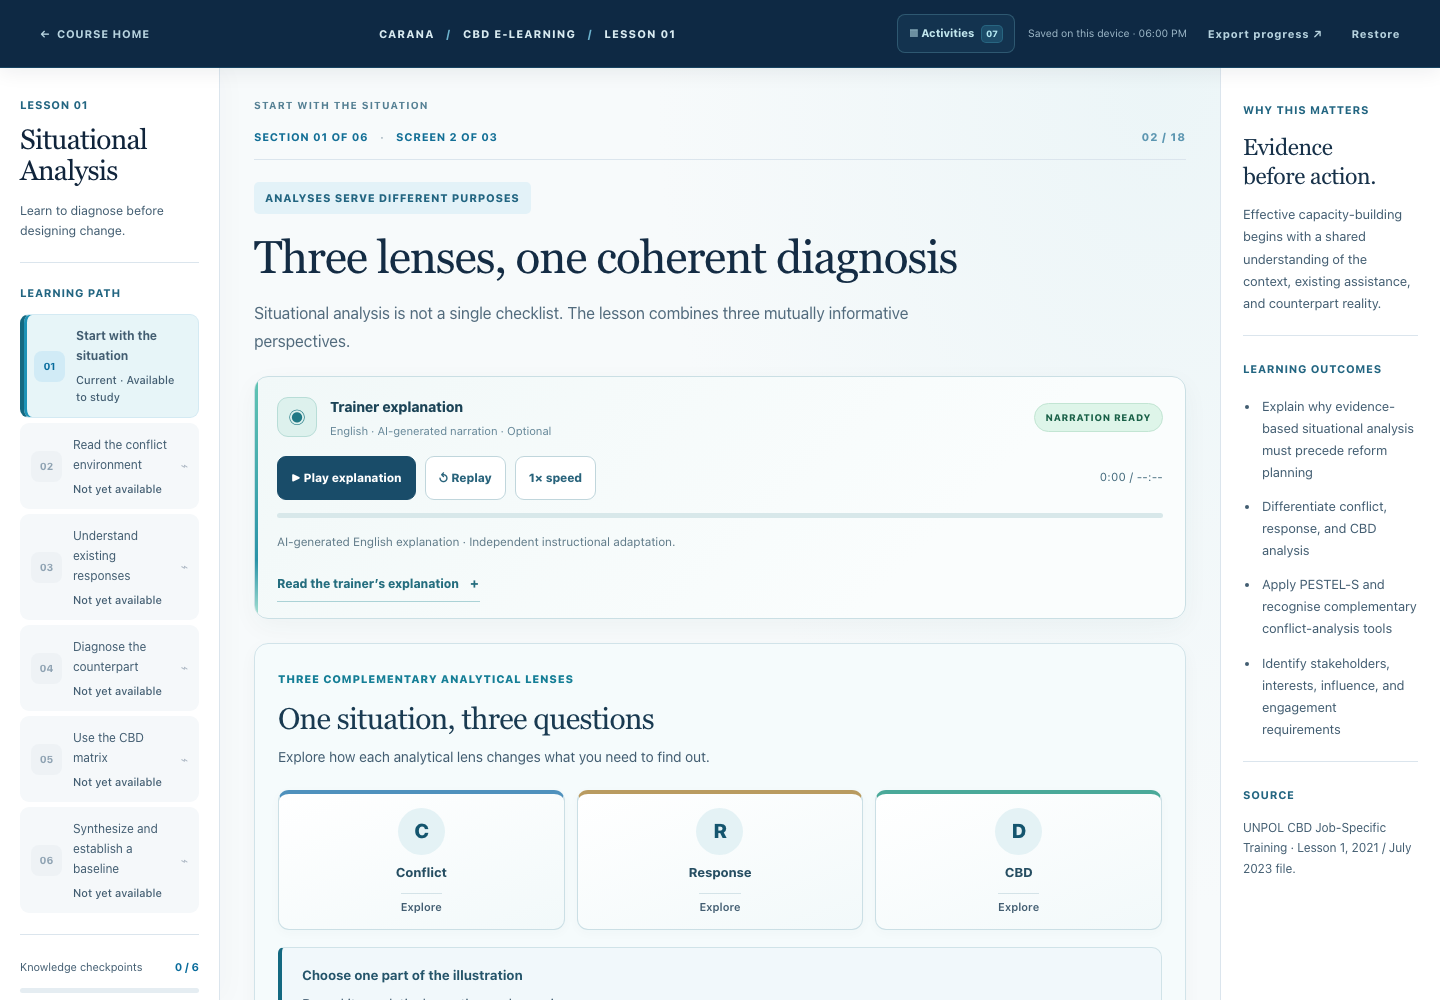 ← COURSE HOME
CARANA / CBD E-LEARNING / LESSON 01
Activities 07
Saved on this device · 06:00 PM
Export progress ↗
Restore
LESSON 01
Situational
Analysis
Learn to diagnose before
designing change.
LEARNING PATH
01
Start with the
situation
Current · Available
to study
02
Read the conflict
environment
Not yet available
03
Understand
existing
responses
Not yet available
04
Diagnose the
counterpart
Not yet available
05
Use the CBD
matrix
Not yet available
06
Synthesize and
establish a
baseline
Not yet available
Knowledge checkpoints 0 / 6
START WITH THE SITUATION
SECTION 01 OF 06 · SCREEN 2 OF 03
02 / 18
ANALYSES SERVE DIFFERENT PURPOSES
Three lenses, one coherent diagnosis
Situational analysis is not a single checklist. The lesson combines three mutually informative
perspectives.
Trainer explanation
English · AI-generated narration · Optional
NARRATION READY
Play explanation
Replay
1× speed
0:00 / --:--
AI-generated English explanation · Independent instructional adaptation.
Read the trainer’s explanation +
THREE COMPLEMENTARY ANALYTICAL LENSES
One situation, three questions
Explore how each analytical lens changes what you need to find out.
C
Conflict
Explore
R
Response
Explore
D
CBD
Explore
Choose one part of the illustration
WHY THIS MATTERS
Evidence
before action.
Effective capacity-building
begins with a shared
understanding of the
context, existing assistance,
and counterpart reality.
LEARNING OUTCOMES
• Explain why evidence-
based situational analysis
must precede reform
planning
• Differentiate conflict,
response, and CBD
analysis
• Apply PESTEL-S and
recognise complementary
conflict-analysis tools
• Identify stakeholders,
interests, influence, and
engagement
requirements
SOURCE
UNPOL CBD Job-Specific
Training · Lesson 1, 2021 / July
2023 file.